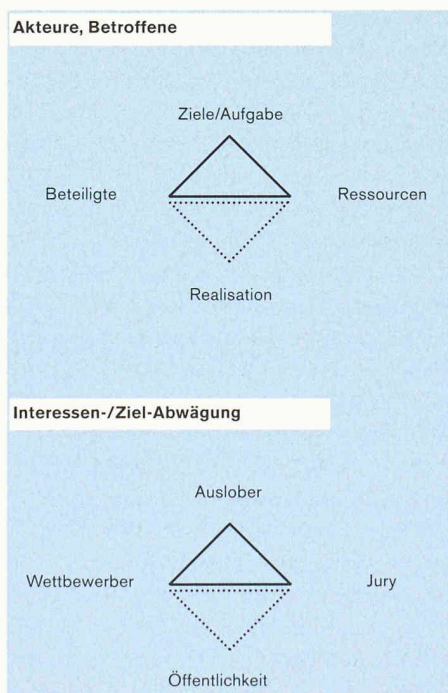 Akteure, Betroffene
Ziele/Aufgabe
Beteiligte Ressourcen
Realisation
Interessen-/Ziel-Abwägung
Auslober
Wettbewerber Jury
Öffentlichkeit